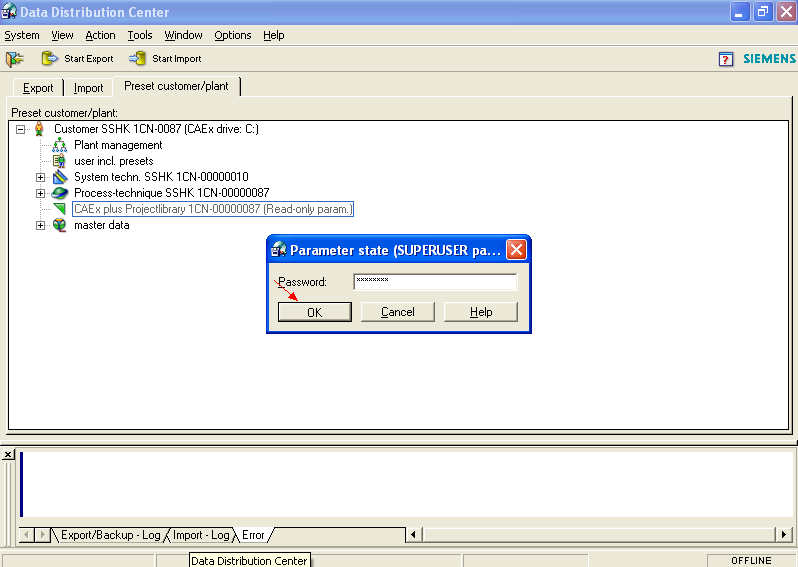 Data Distribution Center
System View Action Tools Window Options Help
Start Export Start Import ? SIEMENS
Export Import Preset customer/plant
Preset customer/plant:
Customer SSHK 1CN-0087 (CAEx drive: C:)
Plant management
user incl. presets
System techn. SSHK 1CN-00000010
Process-technique SSHK 1CN-00000087
CAEx plus Projectlibrary 1CN-00000087 (Read-only param.)
master data
Parameter state (SUPERUSER pa...
Password: ********
OK Cancel Help
Export/Backup - Log Import - Log Error
Data Distribution Center
OFFLINE